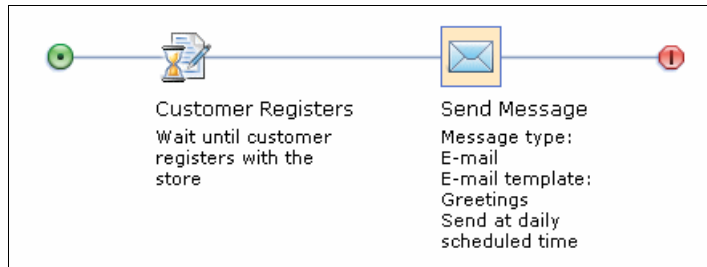 Customer Registers
Wait until customer
registers with the
store
Send Message
Message type:
E-mail
E-mail template:
Greetings
Send at daily
scheduled time